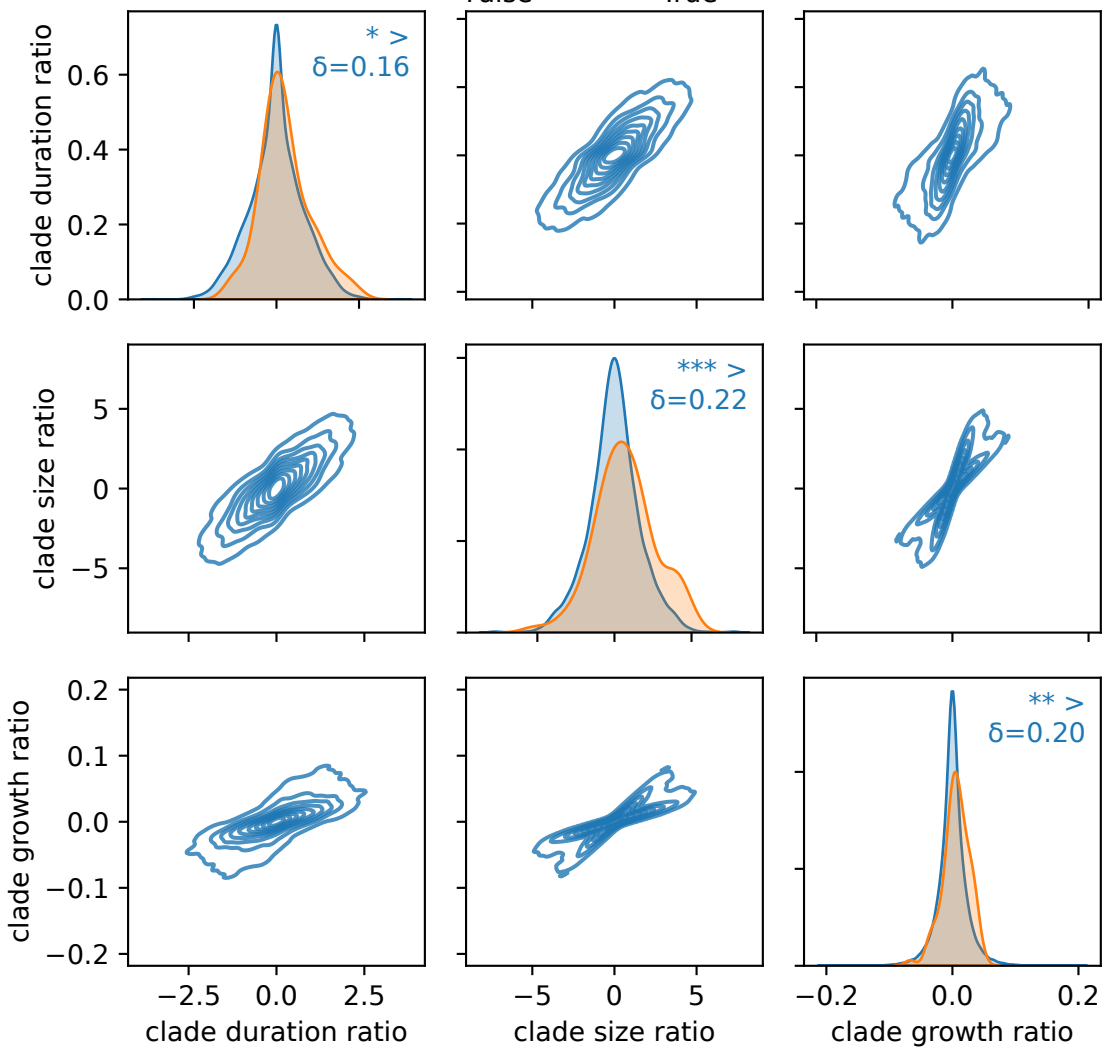 clade duration ratio
0.6
0.4
0.2
0.0
* >
δ=0.16
clade size ratio
5
0
−5
*** >
δ=0.22
clade growth ratio
0.2
0.1
0.0
−0.1
−0.2
** >
δ=0.20
−2.5 0.0 2.5
clade duration ratio
−5 0 5
clade size ratio
−0.2 0.0 0.2
clade growth ratio